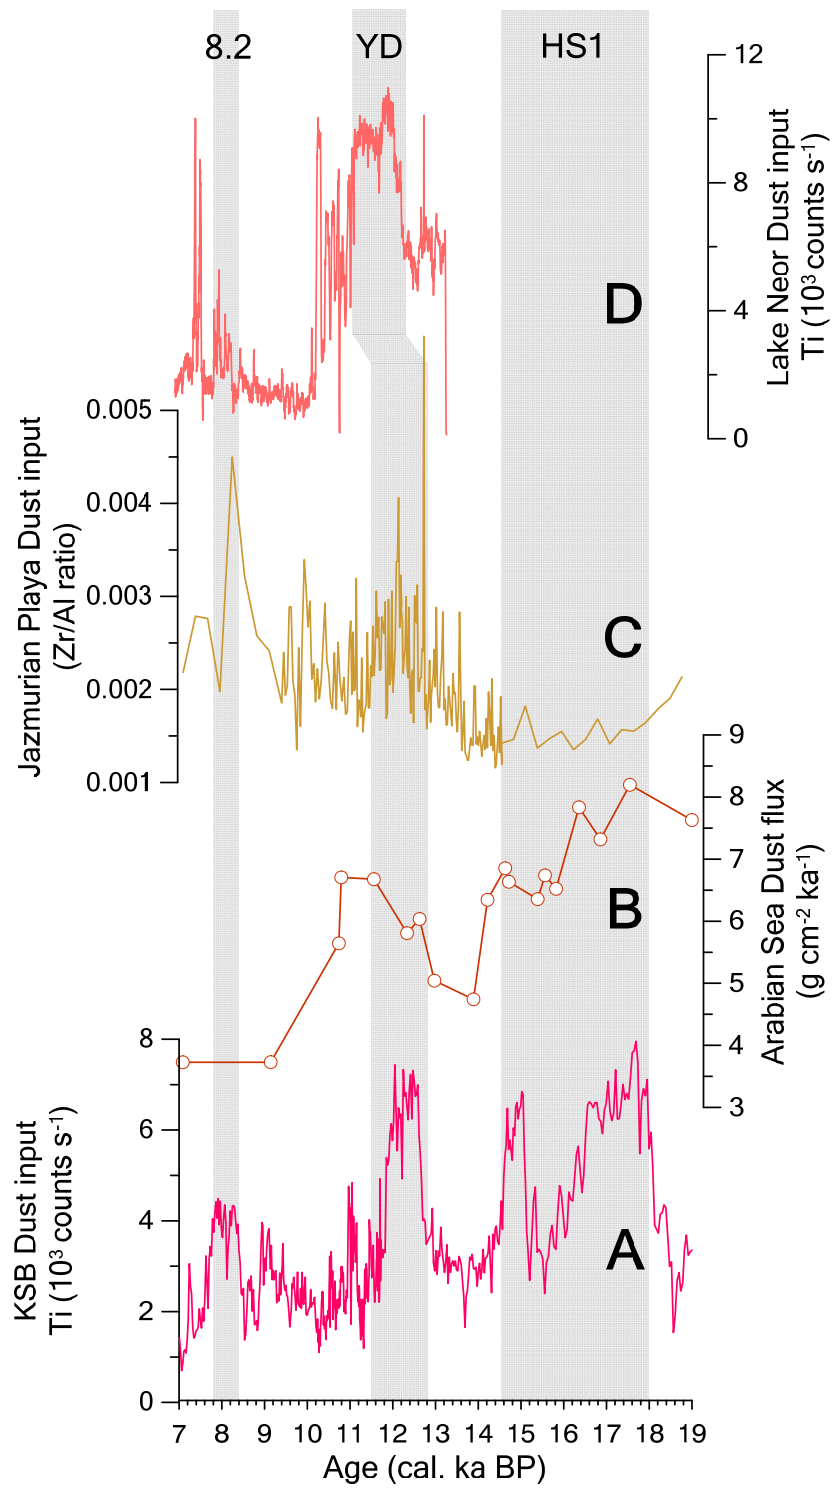 8.2
YD
HS1
12
8
4
0
Lake Neor Dust input
Ti (10³ counts s⁻¹)
D
0.005
0.004
0.003
0.002
0.001
Jazmurian Playa Dust input
(Zr/Al ratio)
C
9
8
7
6
5
4
3
Arabian Sea Dust flux
(g cm⁻² ka⁻¹)
B
8
6
4
2
0
KSB Dust input
Ti (10³ counts s⁻¹)
A
7 8 9 10 11 12 13 14 15 16 17 18 19
Age (cal. ka BP)